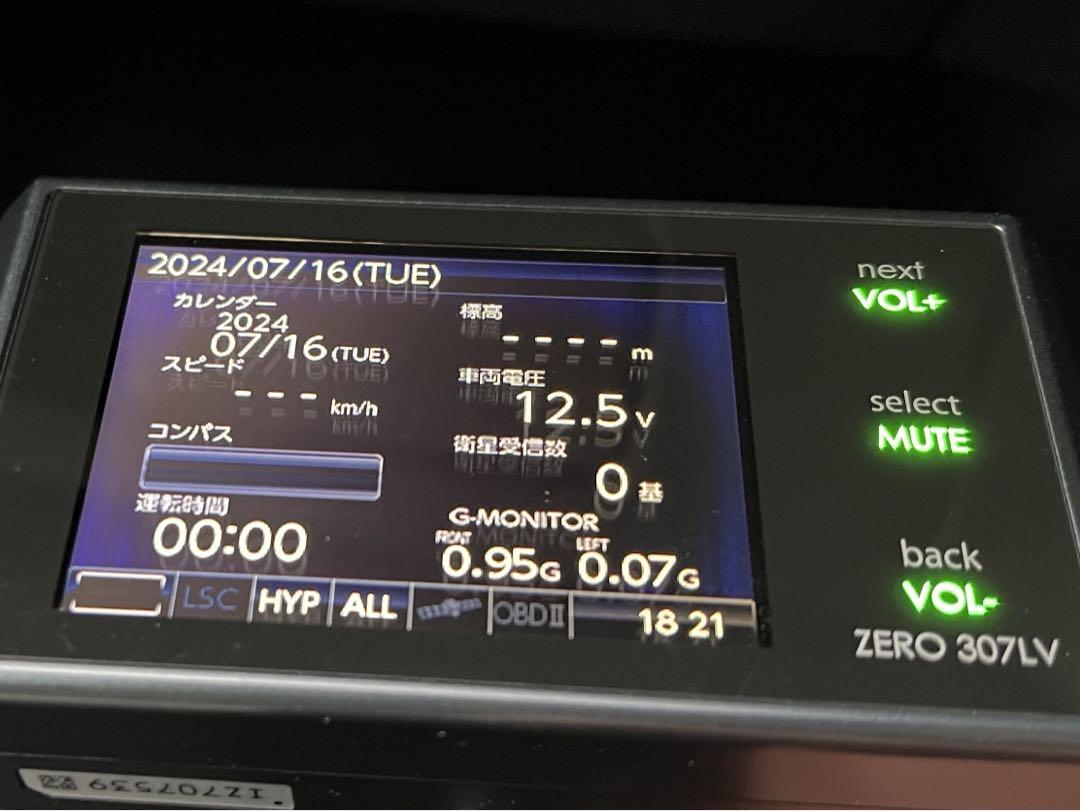 2024/07/16(TUE)
カレンダー
2024
07/16(TUE)
スピード
- - - km/h
コンパス
運転時間
00:00
標高
- - - - m
車両電圧
12.5V
衛星受信数
0基
G-MONITOR
FRONT LEFT
0.95G 0.07G
LSC HYP ALL OBDⅡ 18 21
next
VOL+
select
MUTE
back
VOL-
ZERO 307LV
IZ707539